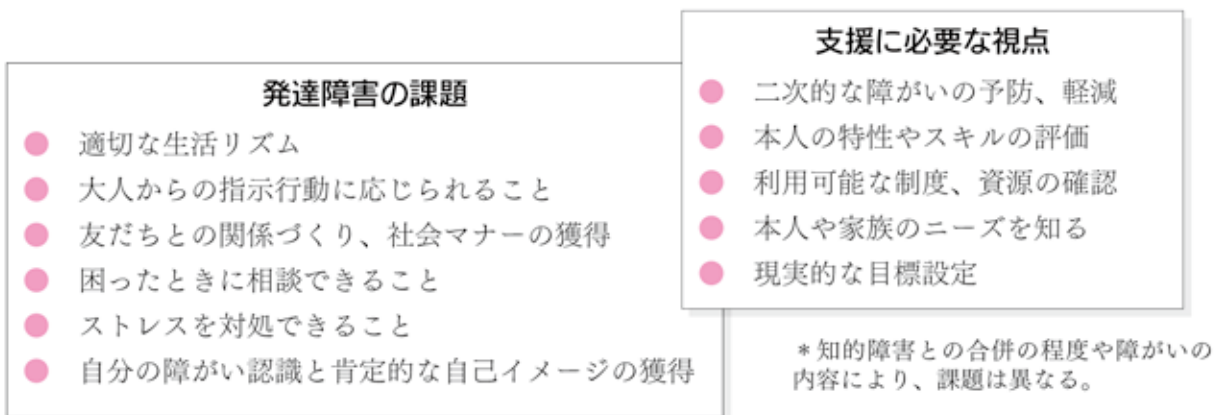 発達障害の課題
● 適切な生活リズム
● 大人からの指示行動に応じられること
● 友だちとの関係づくり、社会マナーの獲得
● 困ったときに相談できること
● ストレスを対処できること
● 自分の障がい認識と肯定的な自己イメージの獲得
支援に必要な視点
● 二次的な障がいの予防、軽減
● 本人の特性やスキルの評価
● 利用可能な制度、資源の確認
● 本人や家族のニーズを知る
● 現実的な目標設定
＊知的障害との合併の程度や障がいの
内容により、課題は異なる。